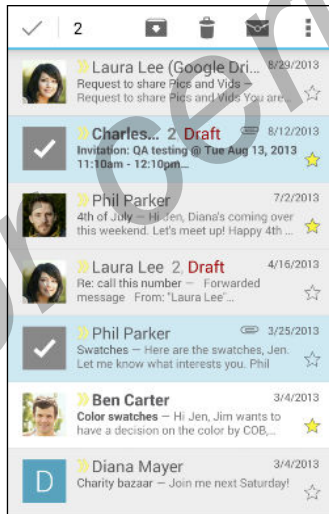 2
Laura Lee (Google Dri... 8/29/2013
Request to share Pics and Vids –
Request to share Pics and Vids You are...
Charles... 2, Draft 8/12/2013
Invitation: QA testing @ Tue Aug 13, 2013
11:10am - 12:10pm...
Phil Parker 7/2/2013
4th of July – Hi Jen, Diana's coming over
this weekend. Let's meet up! Happy 4th ...
Laura Lee 2, Draft 4/16/2013
Re: call this number – Forwarded
message From: "Laura Lee"...
Phil Parker 3/25/2013
Swatches – Here are the swatches, Jen.
Let me know what interests you. Phil
Ben Carter 3/4/2013
Color swatches – Hi Jen, Jim wants to
have a decision on the color by COB,...
D Diana Mayer 3/4/2013
Charity bazaar – Join me next Saturday!